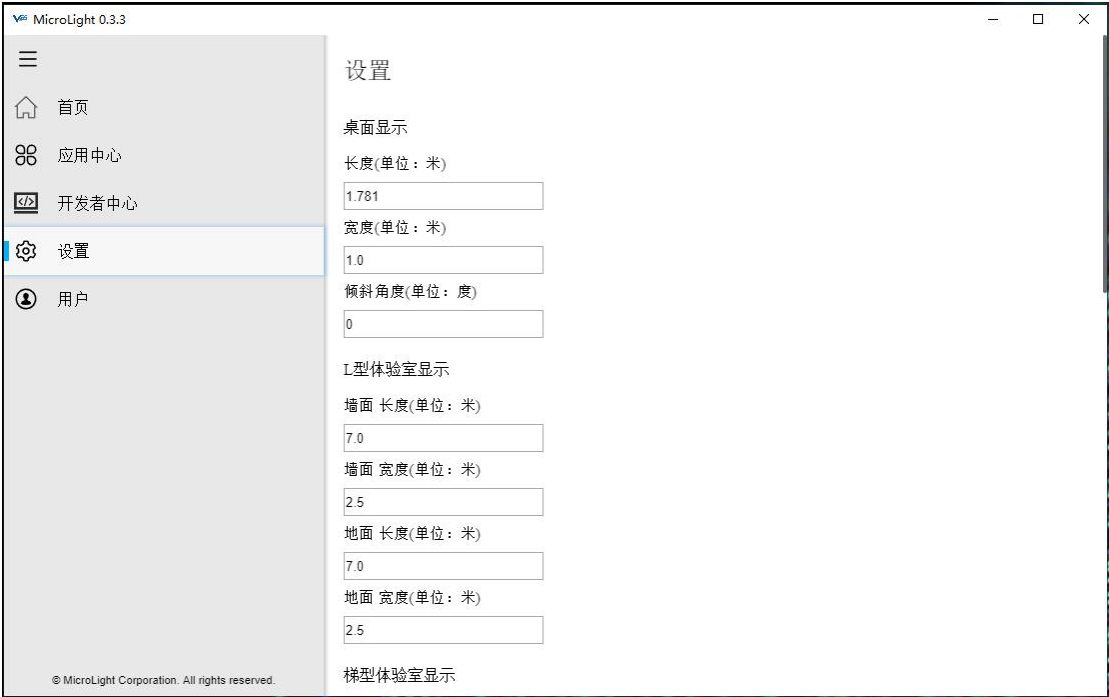 MicroLight 0.3.3
首页
应用中心
开发者中心
设置
用户
© MicroLight Corporation. All rights reserved.
设置
桌面显示
长度(单位：米)
1.781
宽度(单位：米)
1.0
倾斜角度(单位：度)
0
L型体验室显示
墙面 长度(单位：米)
7.0
墙面 宽度(单位：米)
2.5
地面 长度(单位：米)
7.0
地面 宽度(单位：米)
2.5
梯型体验室显示